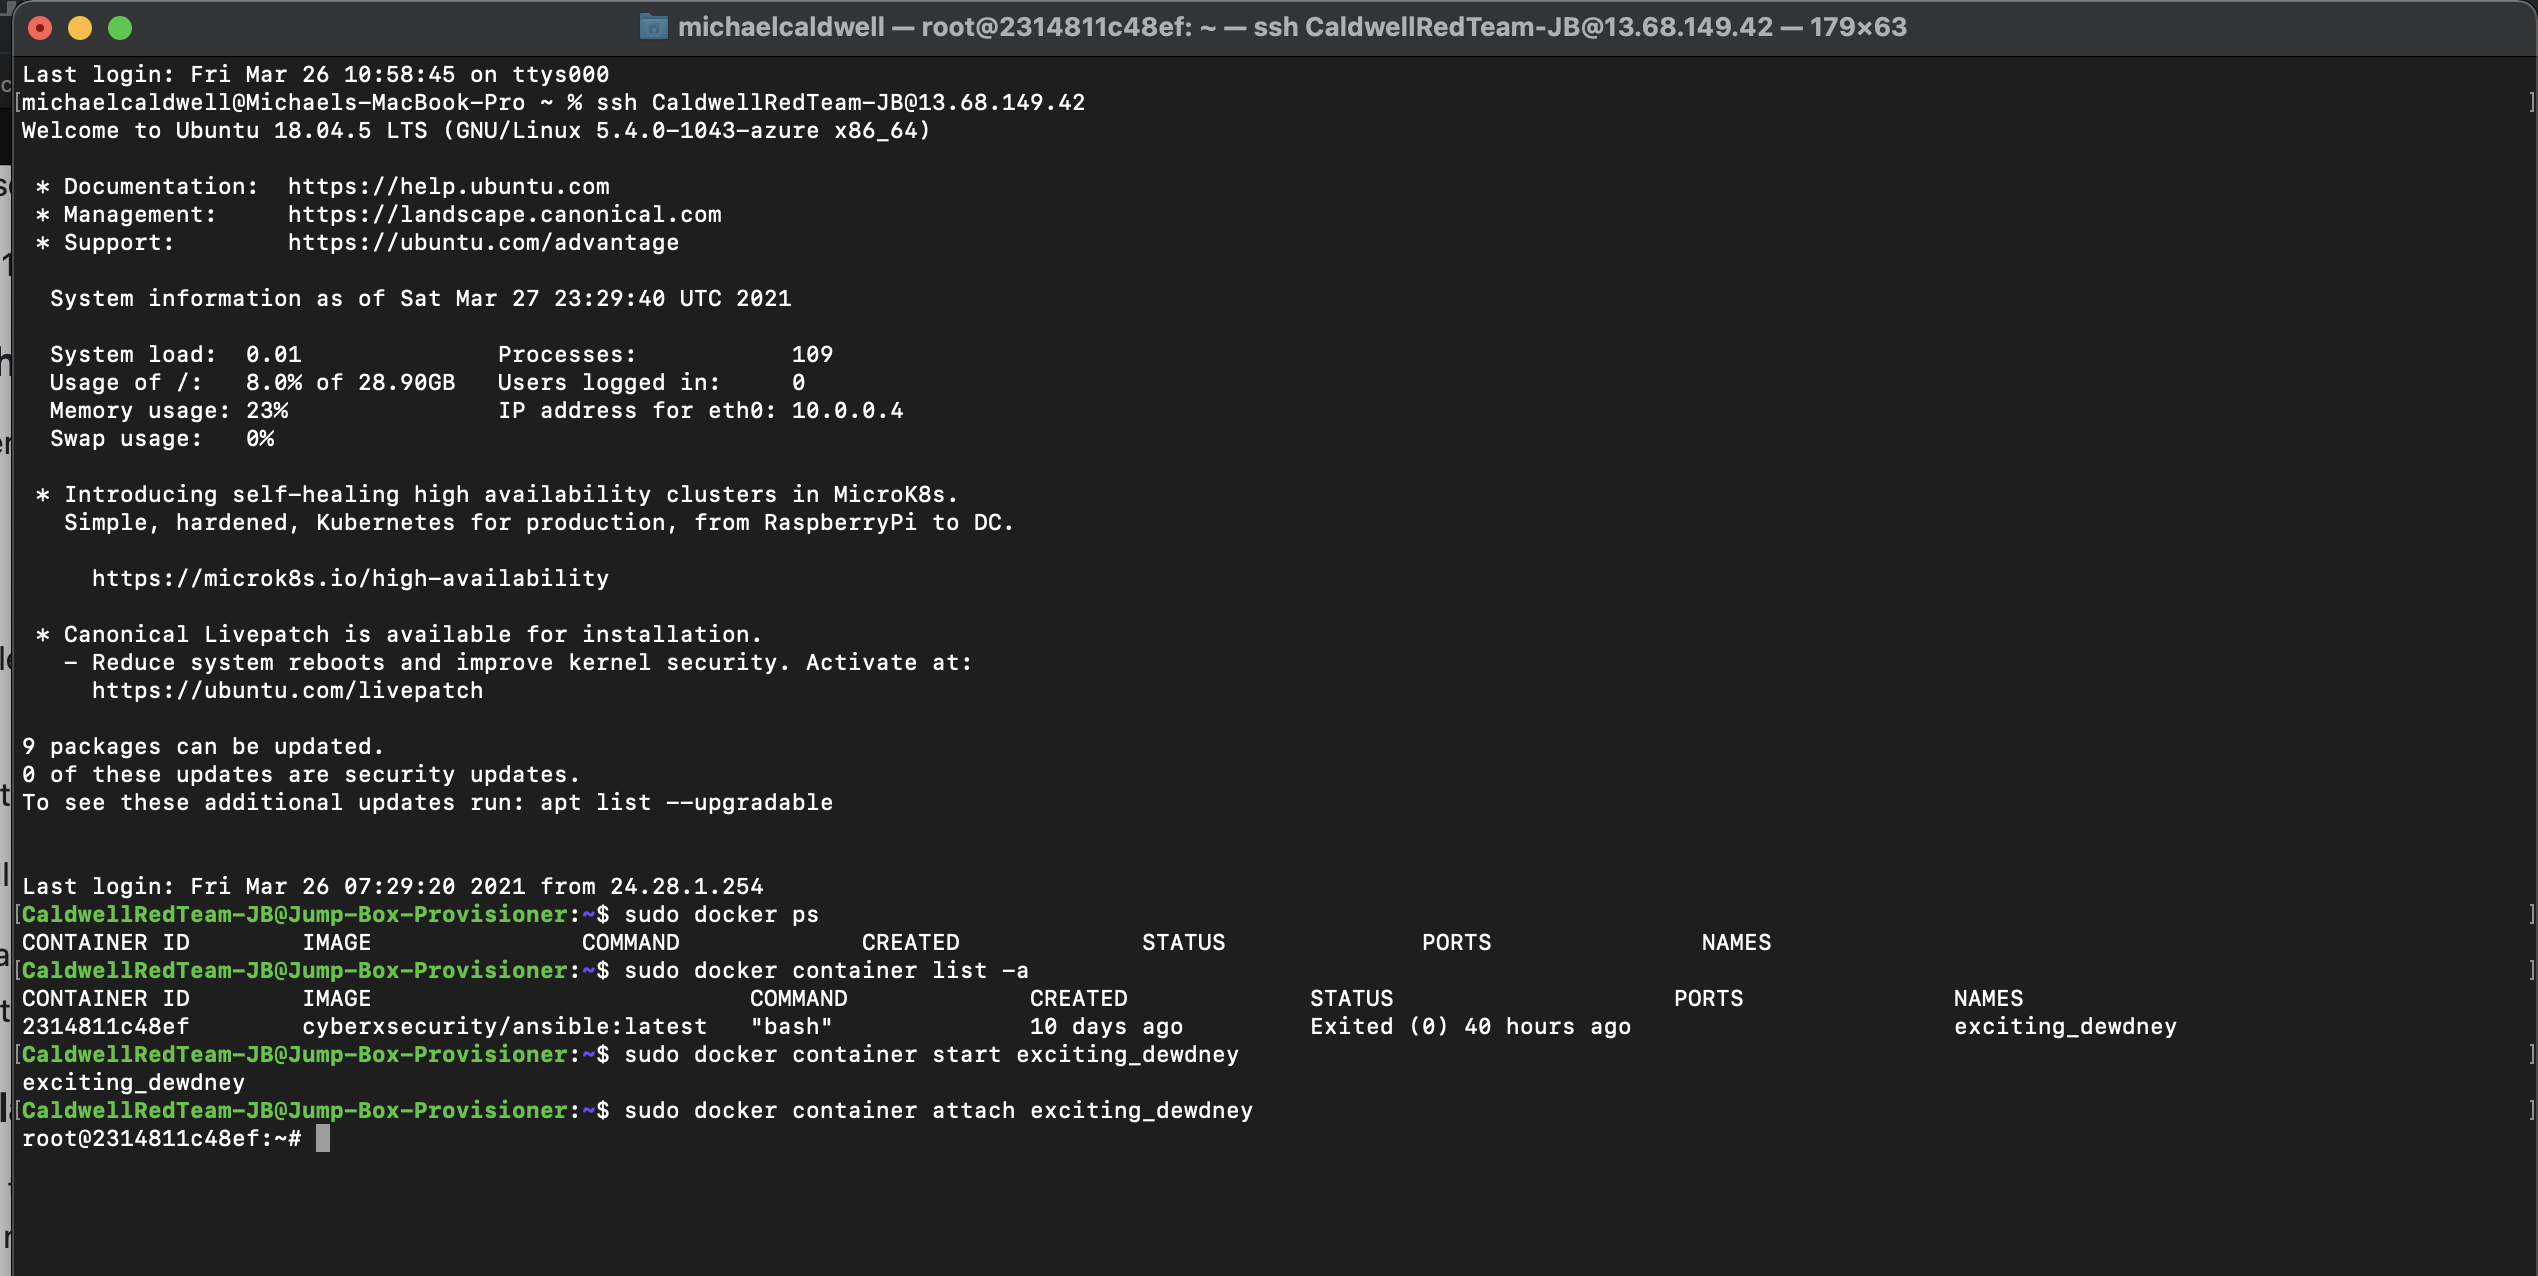 michaelcaldwell — root@2314811c48ef: ~ — ssh CaldwellRedTeam-JB@13.68.149.42 — 179×63
Last login: Fri Mar 26 10:58:45 on ttys000
[michaelcaldwell@Michaels-MacBook-Pro ~ % ssh CaldwellRedTeam-JB@13.68.149.42 ]
Welcome to Ubuntu 18.04.5 LTS (GNU/Linux 5.4.0-1043-azure x86_64)
* Documentation:  https://help.ubuntu.com
* Management:     https://landscape.canonical.com
* Support:        https://ubuntu.com/advantage
System information as of Sat Mar 27 23:29:40 UTC 2021
System load:  0.01              Processes:           109
Usage of /:   8.0% of 28.90GB   Users logged in:     0
Memory usage: 23%               IP address for eth0: 10.0.0.4
Swap usage:   0%
* Introducing self-healing high availability clusters in MicroK8s.
Simple, hardened, Kubernetes for production, from RaspberryPi to DC.
https://microk8s.io/high-availability
* Canonical Livepatch is available for installation.
- Reduce system reboots and improve kernel security. Activate at:
https://ubuntu.com/livepatch
9 packages can be updated.
0 of these updates are security updates.
To see these additional updates run: apt list --upgradable
Last login: Fri Mar 26 07:29:20 2021 from 24.28.1.254
[CaldwellRedTeam-JB@Jump-Box-Provisioner:~$ sudo docker ps ]
CONTAINER ID        IMAGE               COMMAND             CREATED             STATUS              PORTS               NAMES
[CaldwellRedTeam-JB@Jump-Box-Provisioner:~$ sudo docker container list -a ]
CONTAINER ID        IMAGE                           COMMAND             CREATED             STATUS                    PORTS               NAMES
2314811c48ef        cyberxsecurity/ansible:latest   "bash"              10 days ago         Exited (0) 40 hours ago                       exciting_dewdney
[CaldwellRedTeam-JB@Jump-Box-Provisioner:~$ sudo docker container start exciting_dewdney ]
exciting_dewdney
[CaldwellRedTeam-JB@Jump-Box-Provisioner:~$ sudo docker container attach exciting_dewdney ]
root@2314811c48ef:~#